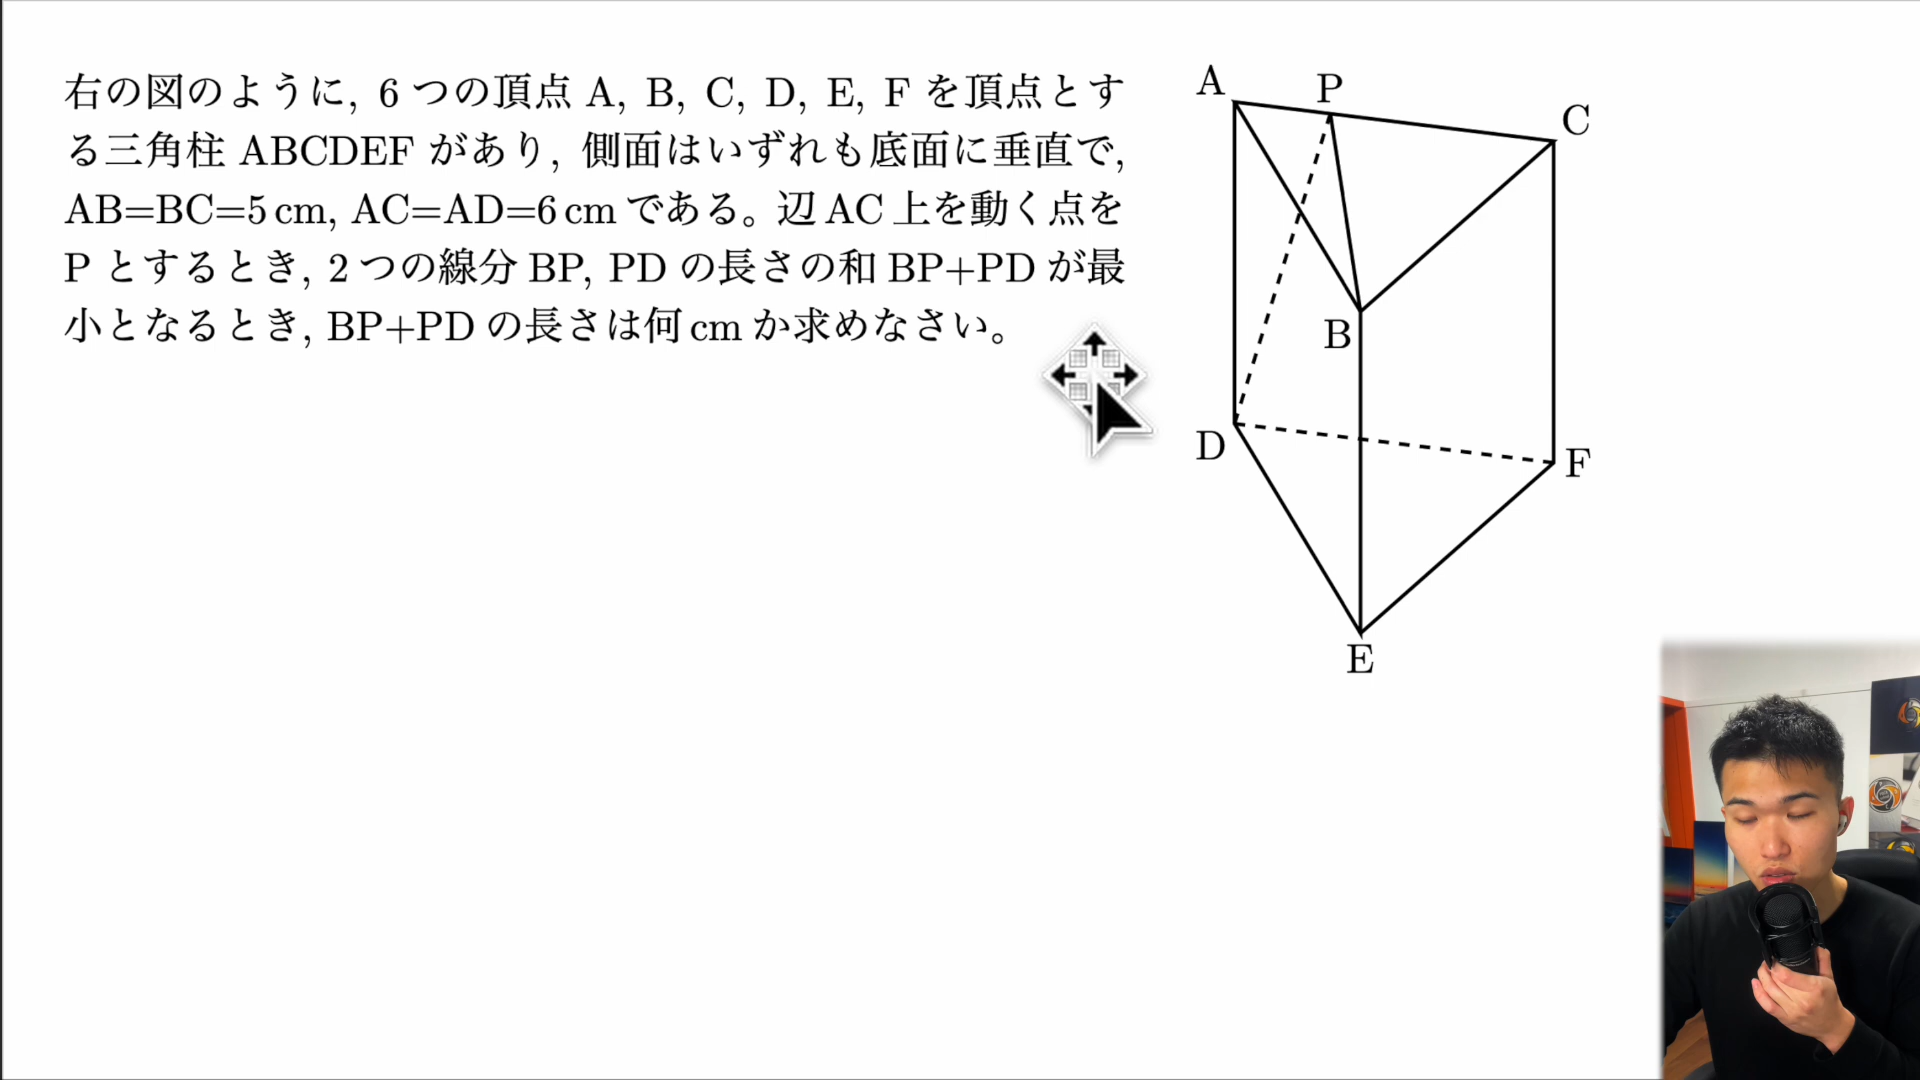 右の図のように, 6 つの頂点 A, B, C, D, E, F を頂点とす
る三角柱 ABCDEF があり, 側面はいずれも底面に垂直で,
AB=BC=5 cm, AC=AD=6 cm である。辺 AC 上を動く点を
P とするとき, 2 つの線分 BP, PD の長さの和 BP+PD が最
小となるとき, BP+PD の長さは何 cm か求めなさい。
A
P
C
B
D
F
E